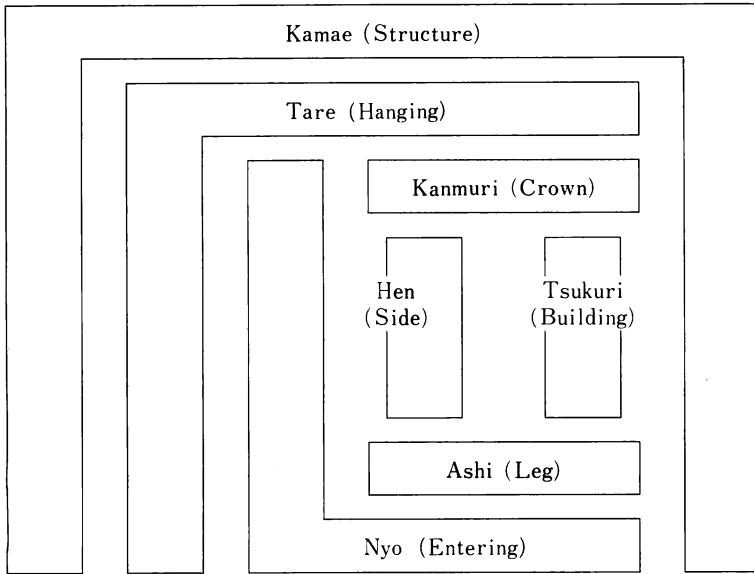 Kamae (Structure)
Tare (Hanging)
Kanmuri (Crown)
Hen
(Side)
Tsukuri
(Building)
Ashi (Leg)
Nyo (Entering)